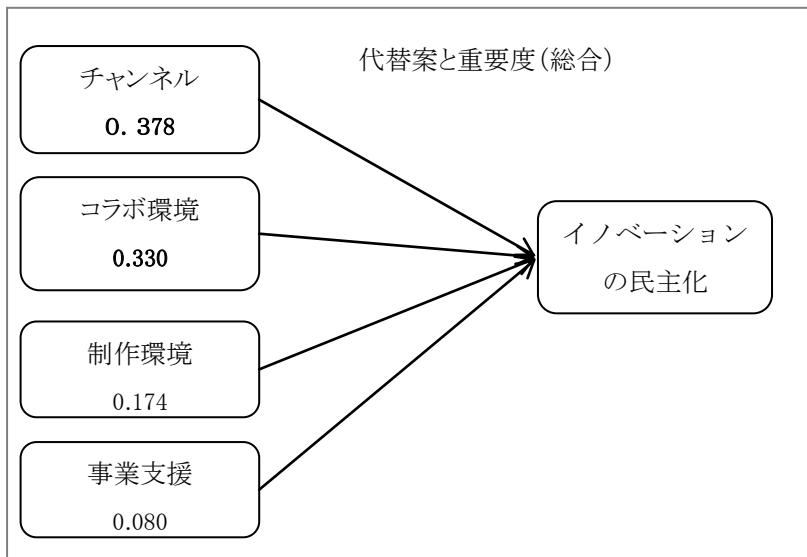 代替案と重要度(総合)
チャンネル
0. 378
コラボ環境
0.330
制作環境
0.174
事業支援
0.080
イノベーション
の民主化